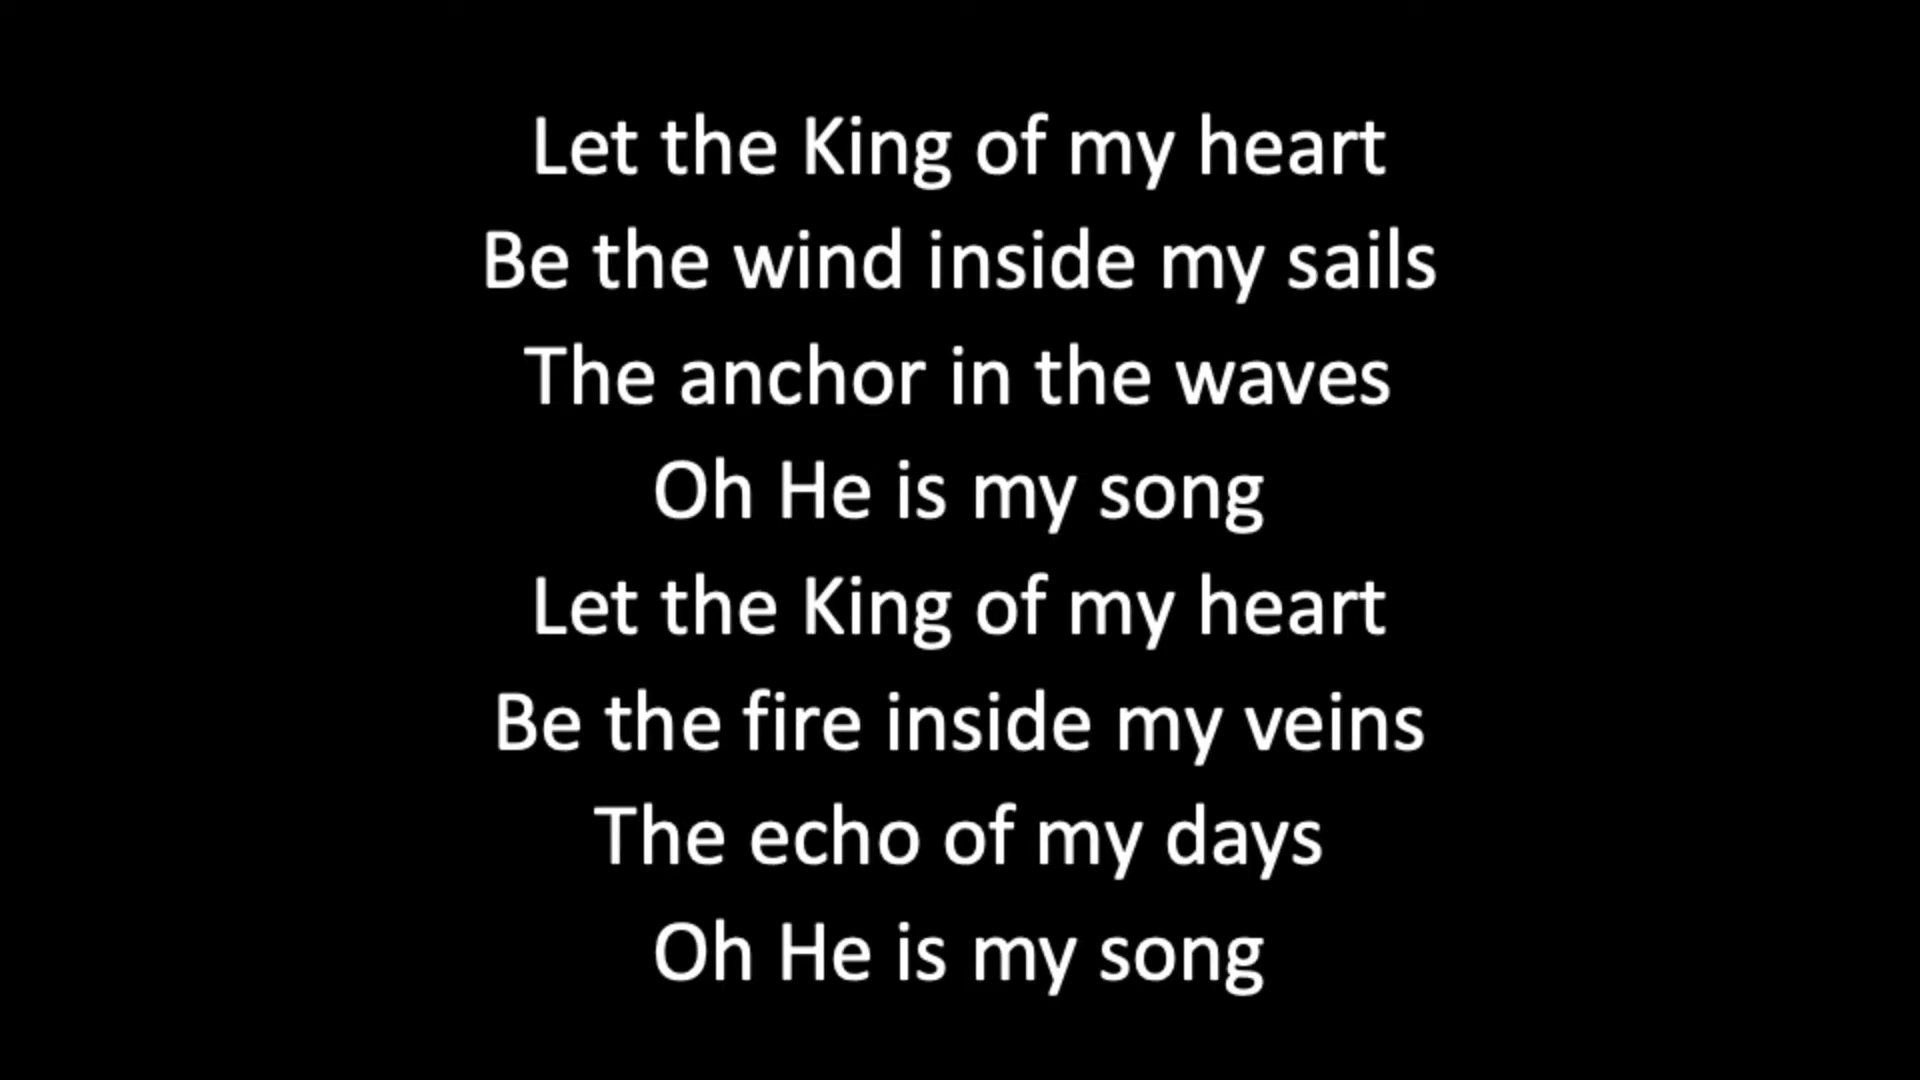 Let the King of my heart
Be the wind inside my sails
The anchor in the waves
Oh He is my song
Let the King of my heart
Be the fire inside my veins
The echo of my days
Oh He is my song